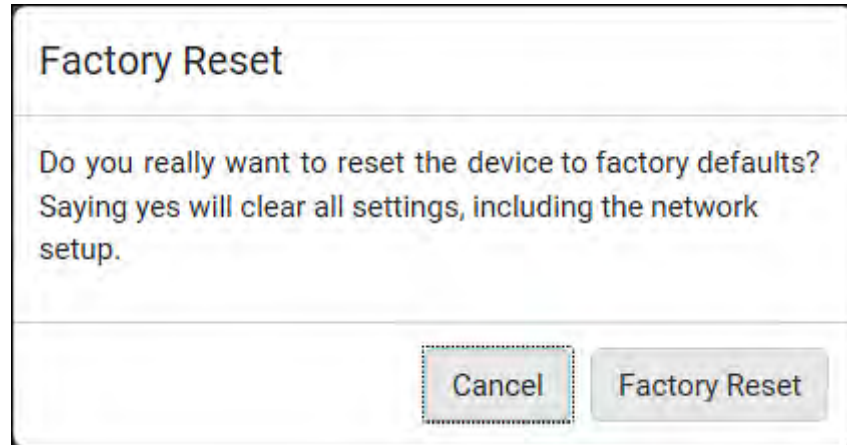 Factory Reset
Do you really want to reset the device to factory defaults?
Saying yes will clear all settings, including the network
setup.
Cancel Factory Reset